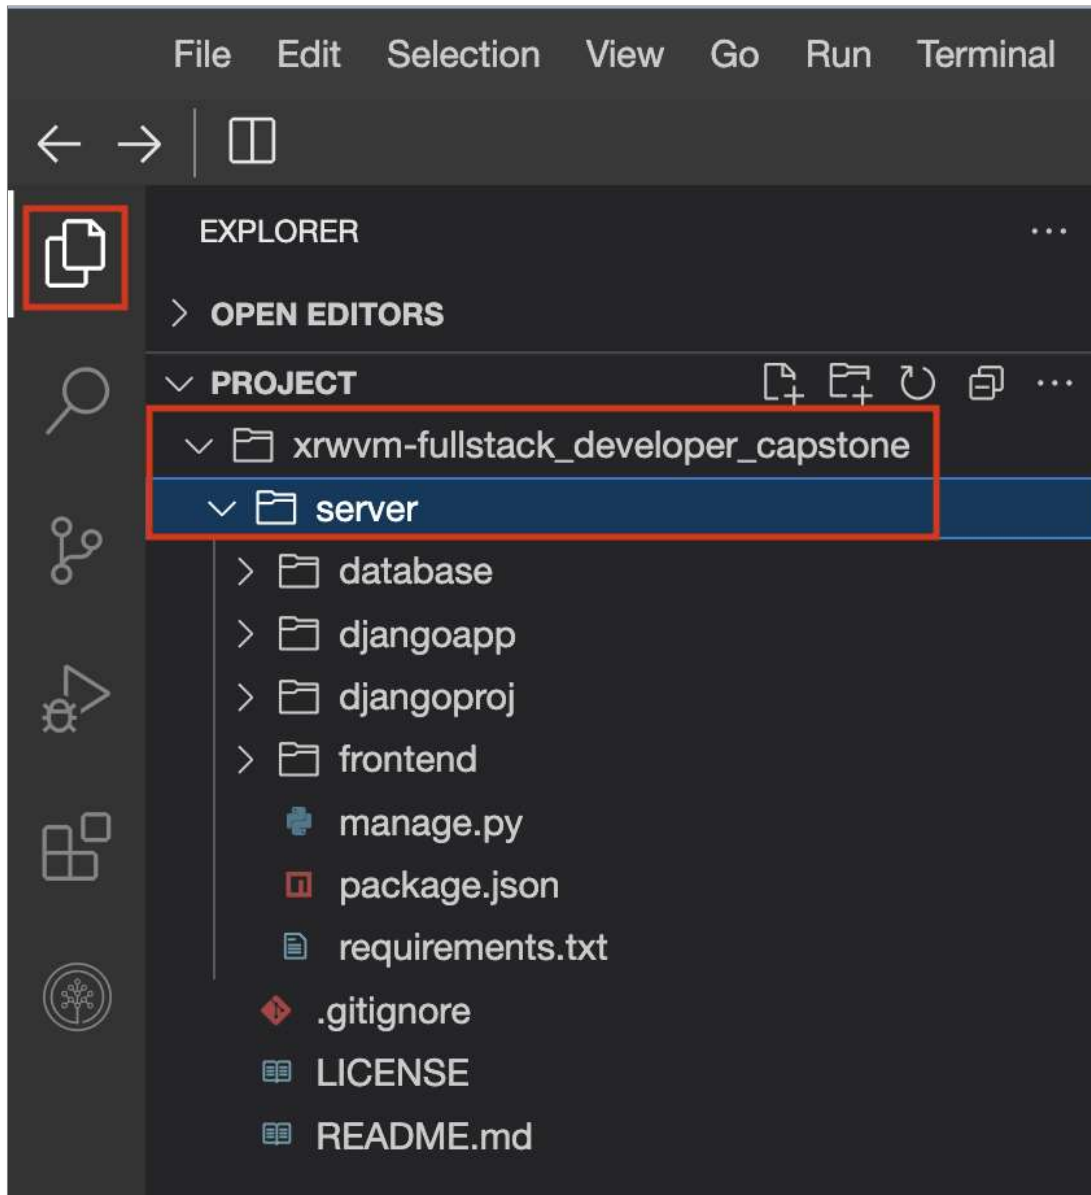 File Edit Selection View Go Run Terminal
EXPLORER
OPEN EDITORS
PROJECT
xrwvm-fullstack_developer_capstone
server
database
djangoapp
djangoproj
frontend
manage.py
package.json
requirements.txt
.gitignore
LICENSE
README.md